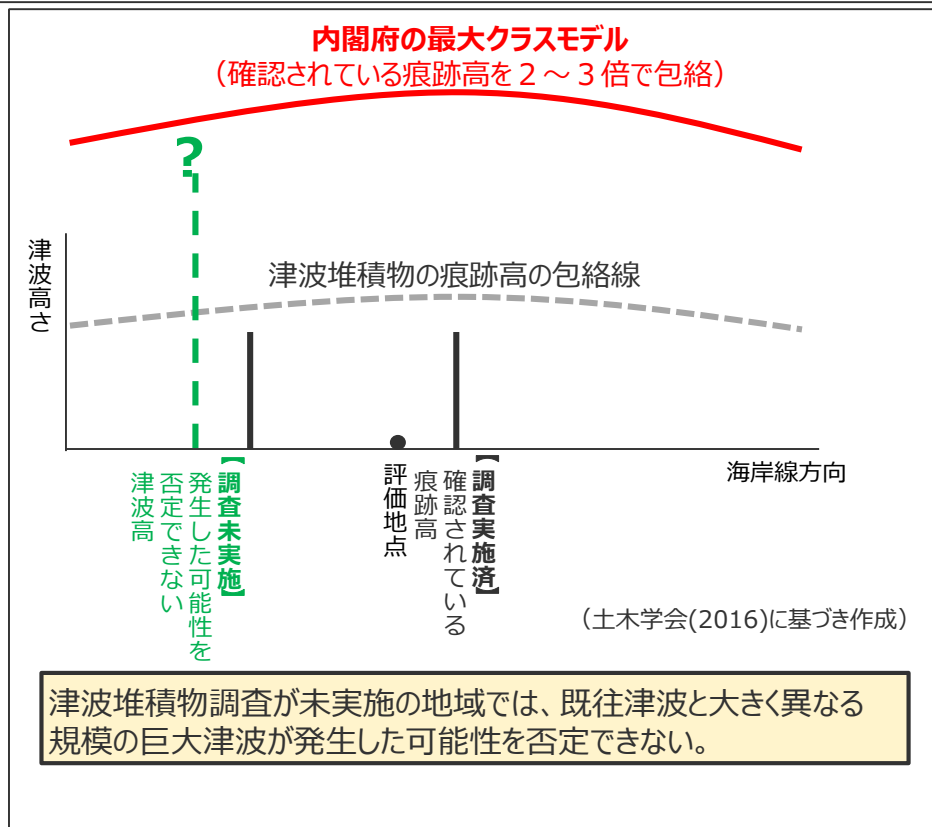 内閣府の最大クラスモデル
（確認されている痕跡高を２～３倍で包絡）
?
津波高さ
津波堆積物の痕跡高の包絡線
海岸線方向
【調査未実施】
発生した可能性を
否定できない
津波高
評価地点
【調査実施済】
確認されている
痕跡高
（土木学会(2016)に基づき作成）
津波堆積物調査が未実施の地域では、既往津波と大きく異なる
規模の巨大津波が発生した可能性を否定できない。